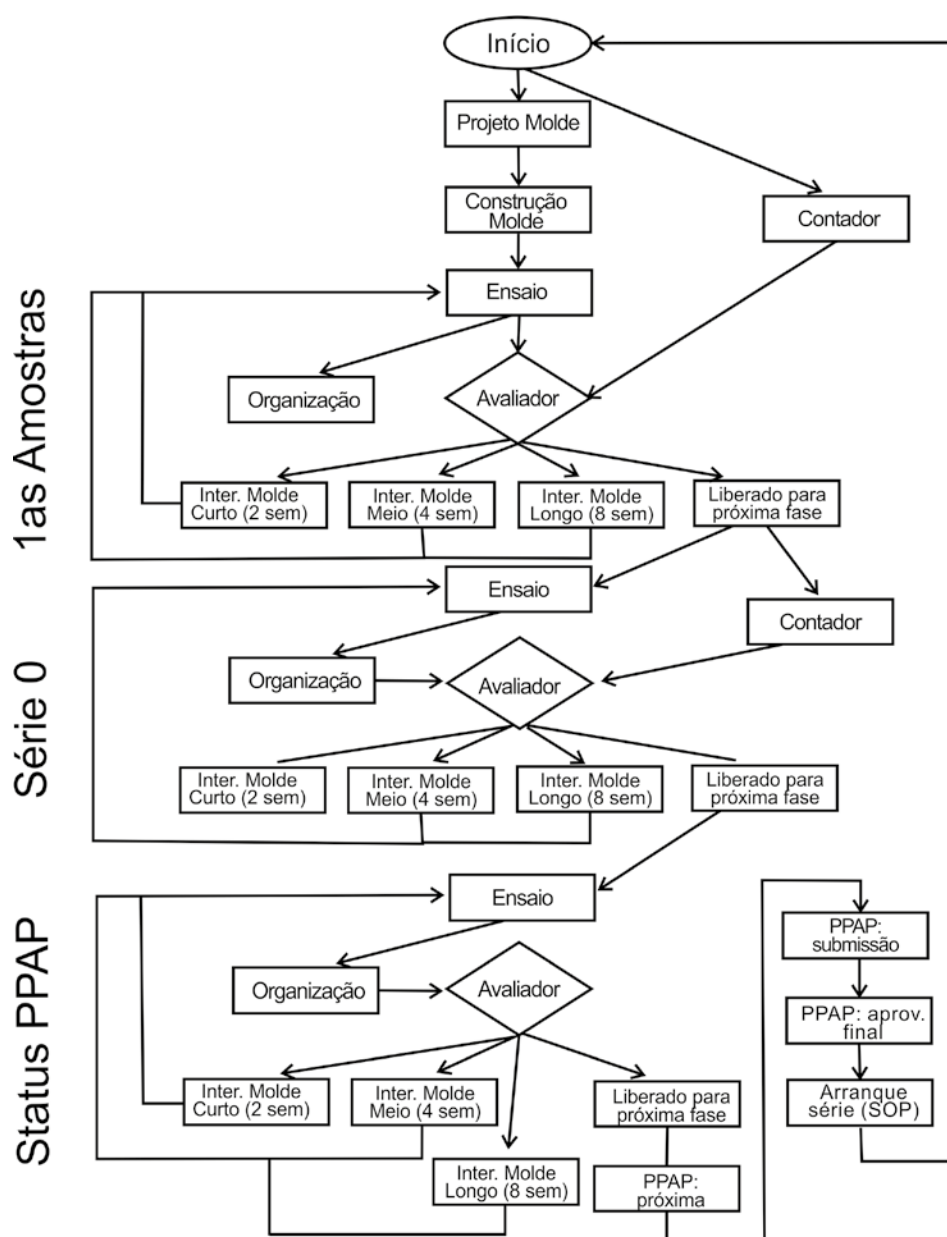 Início
Projeto Molde
Construção
Molde
Contador
1as Amostras
Ensaio
Organização
Avaliador
Inter. Molde
Curto (2 sem)
Inter. Molde
Meio (4 sem)
Inter. Molde
Longo (8 sem)
Liberado para
próxima fase
Série 0
Ensaio
Contador
Organização
Avaliador
Inter. Molde
Curto (2 sem)
Inter. Molde
Meio (4 sem)
Inter. Molde
Longo (8 sem)
Liberado para
próxima fase
Status PPAP
Ensaio
Organização
Avaliador
Inter. Molde
Curto (2 sem)
Inter. Molde
Meio (4 sem)
Inter. Molde
Longo (8 sem)
Liberado para
próxima fase
PPAP:
próxima
PPAP:
submissão
PPAP: aprov.
final
Arranque
série (SOP)